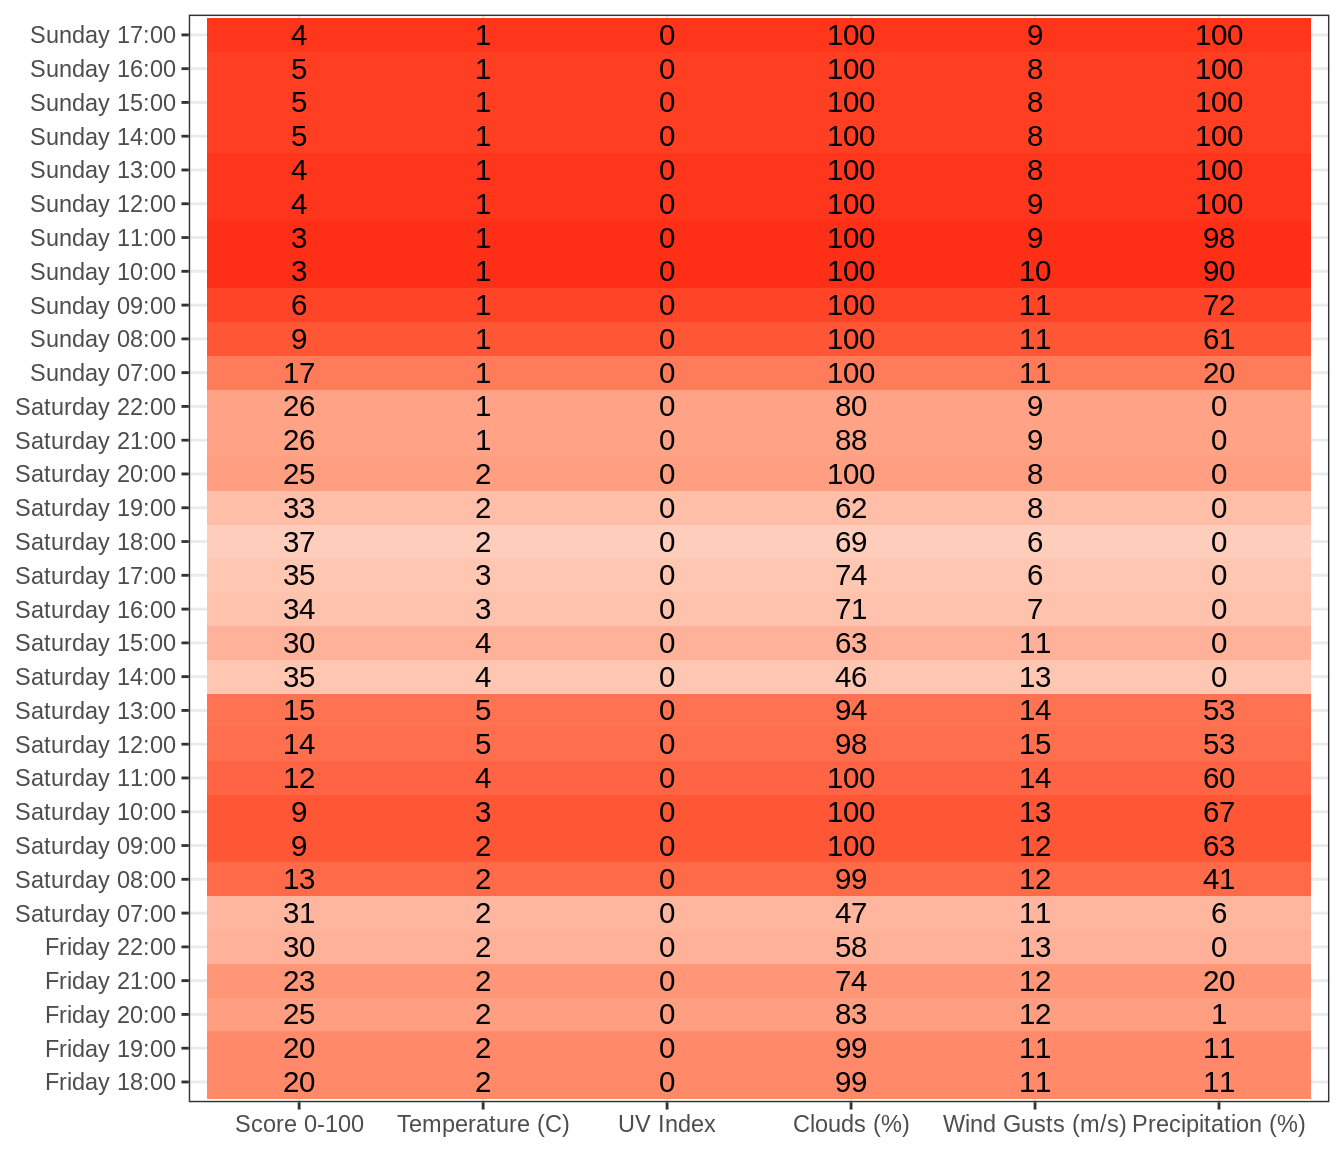 Sunday 17:00 4 1 0 100 9 100
Sunday 16:00 5 1 0 100 8 100
Sunday 15:00 5 1 0 100 8 100
Sunday 14:00 5 1 0 100 8 100
Sunday 13:00 4 1 0 100 8 100
Sunday 12:00 4 1 0 100 9 100
Sunday 11:00 3 1 0 100 9 98
Sunday 10:00 3 1 0 100 10 90
Sunday 09:00 6 1 0 100 11 72
Sunday 08:00 9 1 0 100 11 61
Sunday 07:00 17 1 0 100 11 20
Saturday 22:00 26 1 0 80 9 0
Saturday 21:00 26 1 0 88 9 0
Saturday 20:00 25 2 0 100 8 0
Saturday 19:00 33 2 0 62 8 0
Saturday 18:00 37 2 0 69 6 0
Saturday 17:00 35 3 0 74 6 0
Saturday 16:00 34 3 0 71 7 0
Saturday 15:00 30 4 0 63 11 0
Saturday 14:00 35 4 0 46 13 0
Saturday 13:00 15 5 0 94 14 53
Saturday 12:00 14 5 0 98 15 53
Saturday 11:00 12 4 0 100 14 60
Saturday 10:00 9 3 0 100 13 67
Saturday 09:00 9 2 0 100 12 63
Saturday 08:00 13 2 0 99 12 41
Saturday 07:00 31 2 0 47 11 6
Friday 22:00 30 2 0 58 13 0
Friday 21:00 23 2 0 74 12 20
Friday 20:00 25 2 0 83 12 1
Friday 19:00 20 2 0 99 11 11
Friday 18:00 20 2 0 99 11 11
Score 0-100 Temperature (C) UV Index Clouds (%) Wind Gusts (m/s) Precipitation (%)